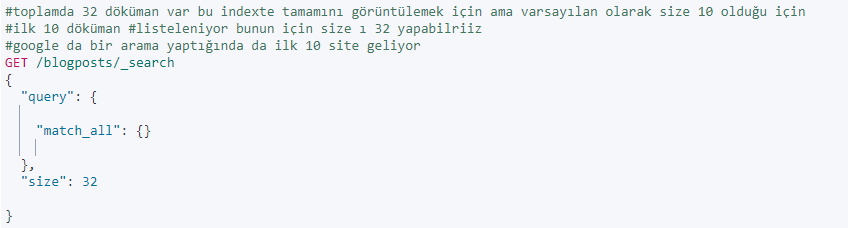 #toplamda 32 döküman var bu indexte tamamını görüntülemek için ama varsayılan olarak size 10 olduğu için
#ilk 10 döküman #listeleniyor bunun için size ı 32 yapabilriiz
#google da bir arama yaptığında da ilk 10 site geliyor
GET /blogposts/_search
{
  "query": {
    "match_all": {}
  },
  "size": 32
}